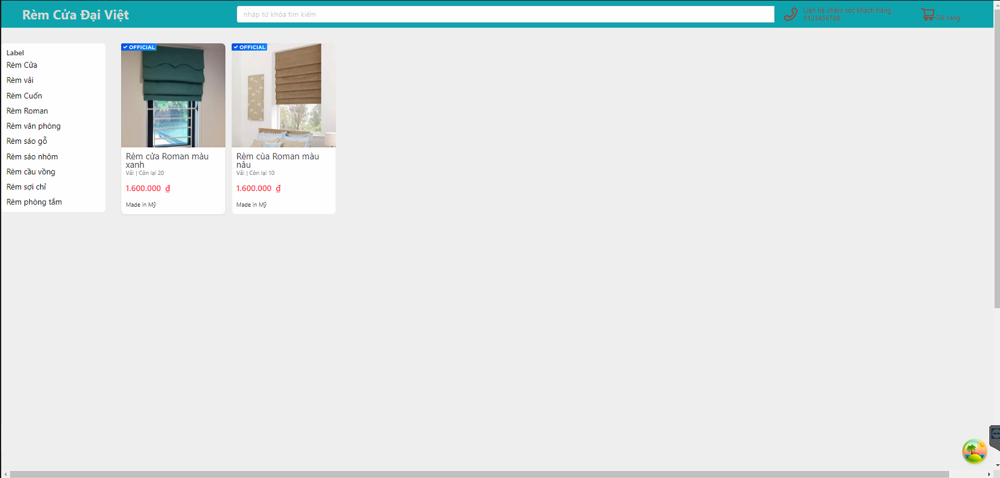 Rèm Cửa Đại Việt
nhập từ khóa tìm kiếm
Liên hệ chăm sóc khách hàng
0123456789
Giỏ hàng
Label
Rèm Cửa
Rèm vải
Rèm Cuốn
Rèm Roman
Rèm văn phòng
Rèm sáo gỗ
Rèm sáo nhôm
Rèm cầu vồng
Rèm sợi chỉ
Rèm phòng tắm
OFFICIAL
Rèm cửa Roman màu
xanh
Vải | Còn lại 20
1.600.000 ₫
Made in Mỹ
OFFICIAL
Rèm cùa Roman màu
nâu
Vải | Còn lại 10
1.600.000 ₫
Made in Mỹ